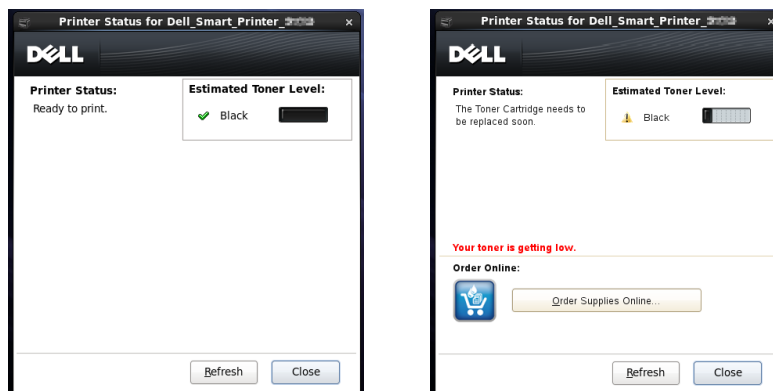 Printer Status for Dell_Smart_Printer_
DELL
Printer Status:
Ready to print.
Estimated Toner Level:
Black
Refresh
Close
Printer Status for Dell_Smart_Printer_
DELL
Printer Status:
The Toner Cartridge needs to
be replaced soon.
Estimated Toner Level:
Black
Your toner is getting low.
Order Online:
Order Supplies Online...
Refresh
Close